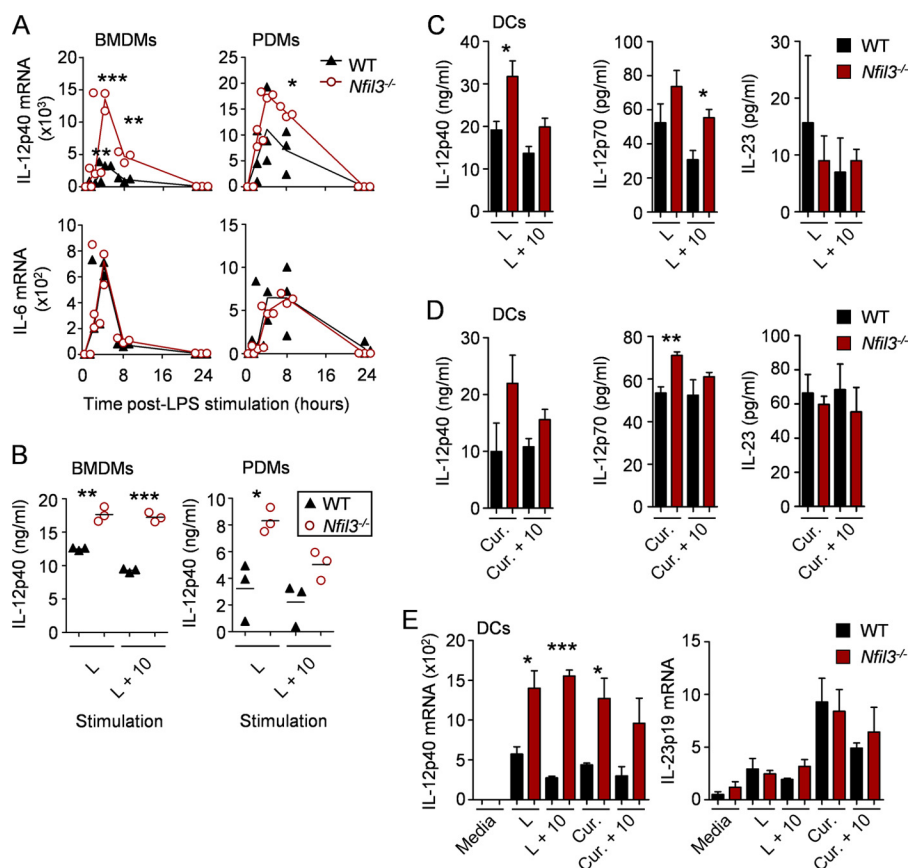 A
BMDMs
PDMs
WT
Nfil3-/-
IL-12p40 mRNA
(x10³)
20
15
10
5
0
***
**
**
25
20
15
10
5
0
*
IL-6 mRNA
(x10²)
10
8
6
4
2
0
15
10
5
0
0 8 16 24
0 8 16 24
Time post-LPS stimulation (hours)
B
BMDMs
PDMs
WT
Nfil3-/-
IL-12p40 (ng/ml)
20
15
10
5
0
**
***
L
L + 10
IL-12p40 (ng/ml)
10
8
6
4
2
0
*
L
L + 10
Stimulation
Stimulation
C
DCs
WT
Nfil3-/-
IL-12p40 (ng/ml)
40
30
20
10
0
*
L
L + 10
IL-12p70 (pg/ml)
100
80
60
40
20
0
*
L
L + 10
IL-23 (pg/ml)
30
20
10
0
L
L + 10
D
DCs
WT
Nfil3-/-
IL-12p40 (ng/ml)
30
20
10
0
Cur.
Cur. + 10
IL-12p70 (pg/ml)
80
60
40
20
0
**
Cur.
Cur. + 10
IL-23 (pg/ml)
100
80
60
40
20
0
Cur.
Cur. + 10
E
DCs
WT
Nfil3-/-
IL-12p40 mRNA (x10²)
20
15
10
5
0
*
***
*
Media
L
L + 10
Cur.
Cur. + 10
IL-23p19 mRNA
15
10
5
0
Media
L
L + 10
Cur.
Cur. + 10